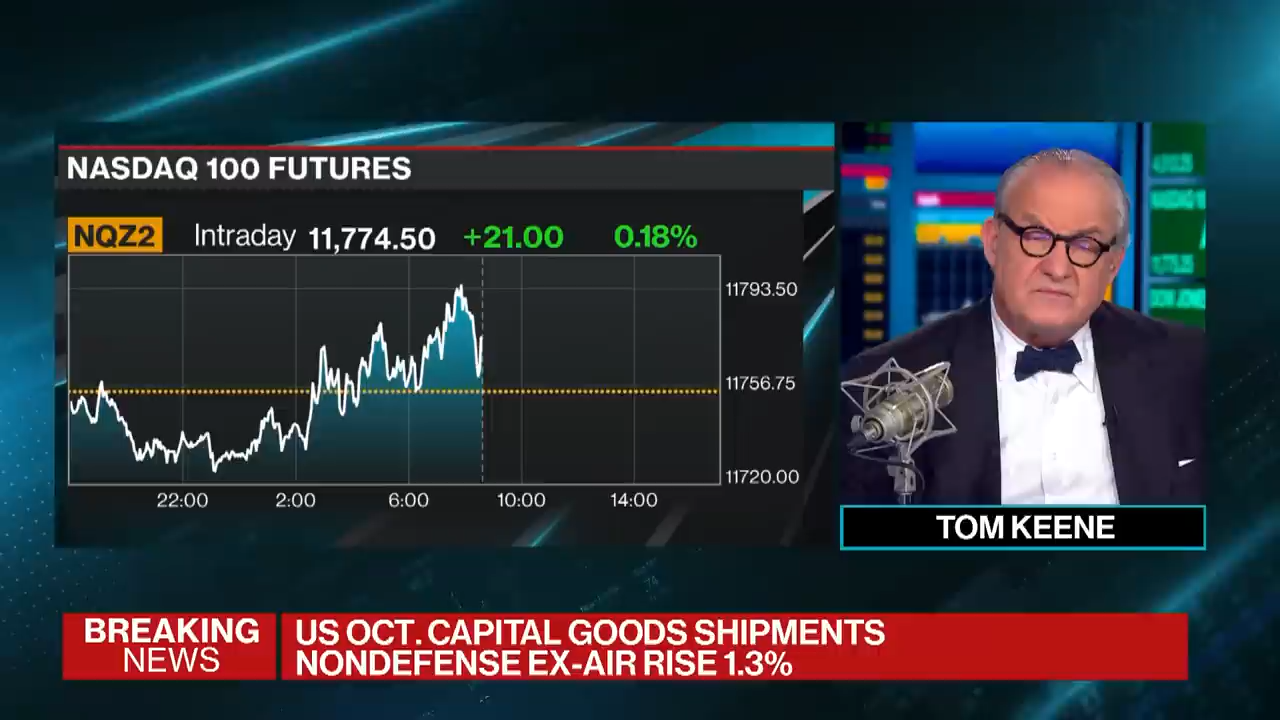 NASDAQ 100 FUTURES
NQZ2 Intraday 11,774.50 +21.00 0.18%
11793.50
11756.75
11720.00
22:00 2:00 6:00 10:00 14:00
TOM KEENE
BREAKING NEWS
US OCT. CAPITAL GOODS SHIPMENTS
NONDEFENSE EX-AIR RISE 1.3%